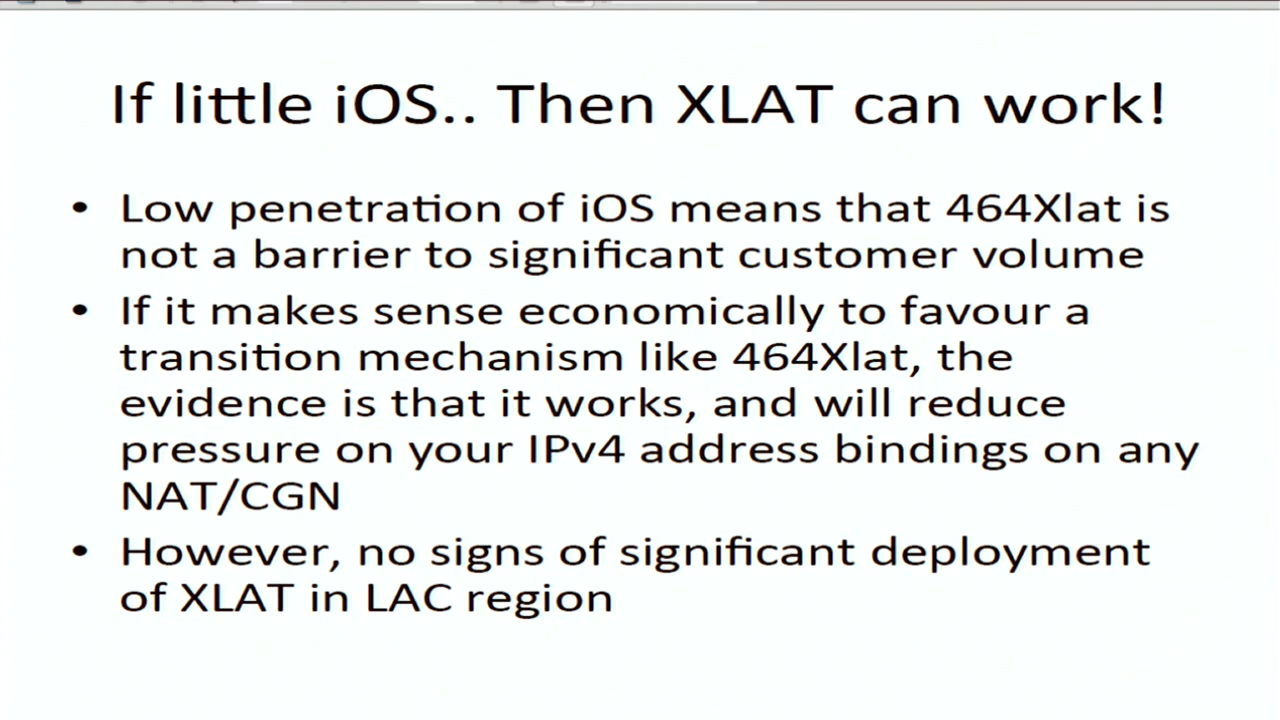 If little iOS.. Then XLAT can work!
• Low penetration of iOS means that 464Xlat is
not a barrier to significant customer volume
• If it makes sense economically to favour a
transition mechanism like 464Xlat, the
evidence is that it works, and will reduce
pressure on your IPv4 address bindings on any
NAT/CGN
• However, no signs of significant deployment
of XLAT in LAC region